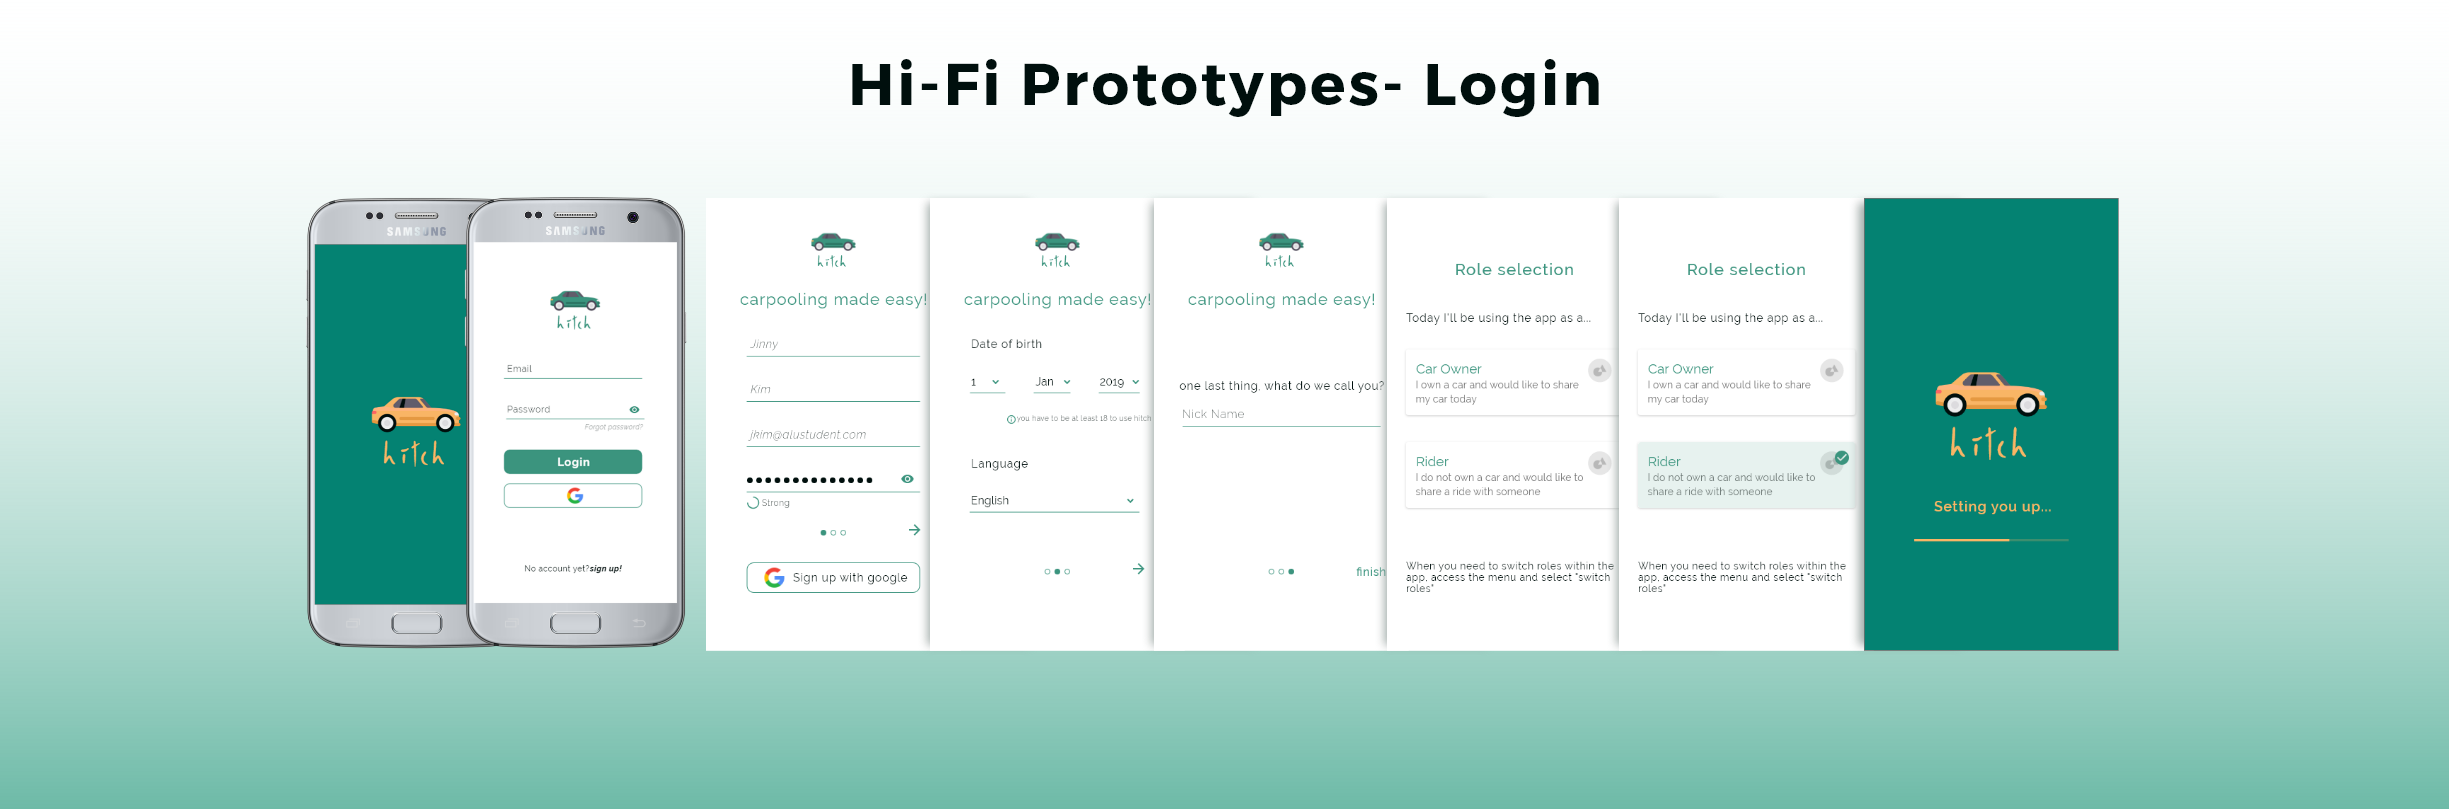 Hi-Fi Prototypes- Login
SAMSUNG
hitch
SAMSUNG
hitch
Email
Password
Forgot password?
Login
No account yet?sign up!
hitch
carpooling made easy!
Jinny
Kim
jkim@alustudent.com
Strong
Sign up with google
hitch
carpooling made easy!
Date of birth
1 Jan 2019
you have to be at least 18 to use hitch
Language
English
hitch
carpooling made easy!
one last thing, what do we call you?
Nick Name
finish
Role selection
Today I'll be using the app as a...
Car Owner
I own a car and would like to share
my car today
Rider
I do not own a car and would like to
share a ride with someone
When you need to switch roles within the
app, access the menu and select "switch
roles"
Role selection
Today I'll be using the app as a...
Car Owner
I own a car and would like to share
my car today
Rider
I do not own a car and would like to
share a ride with someone
When you need to switch roles within the
app, access the menu and select "switch
roles"
hitch
Setting you up...